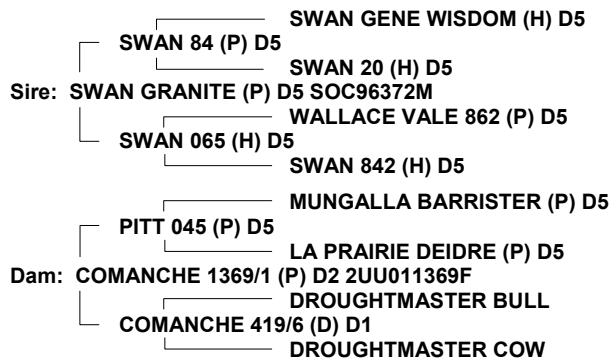 SWAN GENE WISDOM (H) D5
SWAN 84 (P) D5
SWAN 20 (H) D5
Sire: SWAN GRANITE (P) D5 SOC96372M
WALLACE VALE 862 (P) D5
SWAN 065 (H) D5
SWAN 842 (H) D5
MUNGALLA BARRISTER (P) D5
PITT 045 (P) D5
LA PRAIRIE DEIDRE (P) D5
Dam: COMANCHE 1369/1 (P) D2 2UU011369F
DROUGHTMASTER BULL
COMANCHE 419/6 (D) D1
DROUGHTMASTER COW